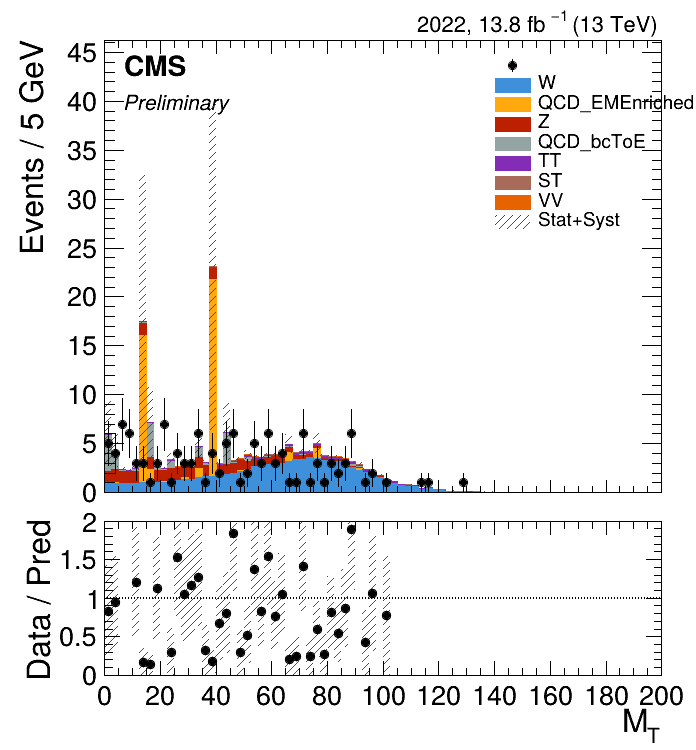 2022, 13.8 fb⁻¹ (13 TeV)
Events / 5 GeV
45
40
35
30
25
20
15
10
5
0
CMS
Preliminary
W
QCD_EMEnriched
Z
QCD_bcToE
TT
ST
VV
Stat+Syst
Data / Pred
2
1.5
1
0.5
0
0 20 40 60 80 100 120 140 160 180 200
M_T